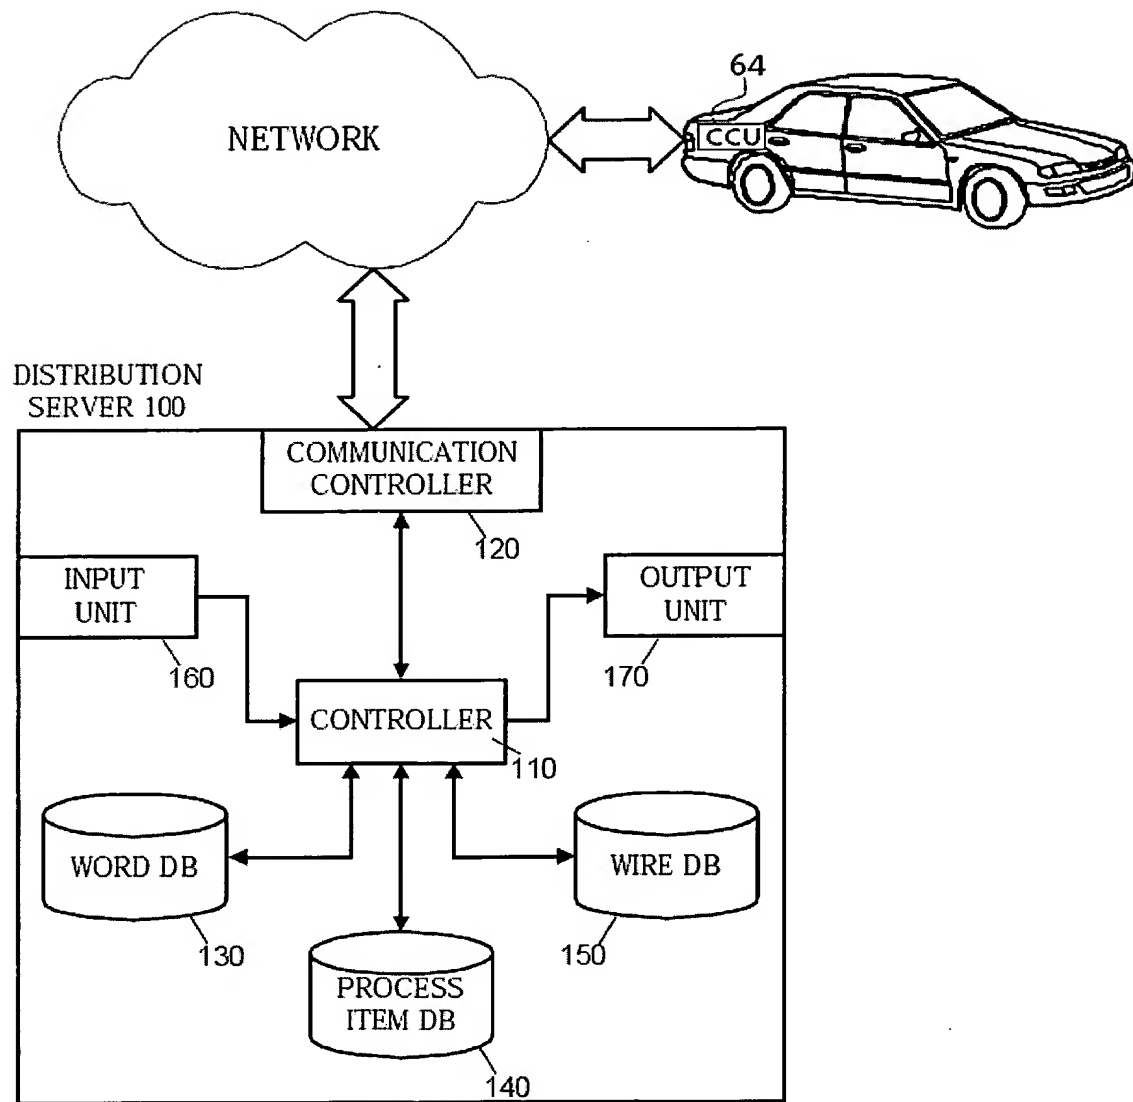 64
CCU
NETWORK
DISTRIBUTION
SERVER 100
COMMUNICATION
CONTROLLER
120
INPUT
UNIT
160
OUTPUT
UNIT
170
CONTROLLER
110
WORD DB
130
WIRE DB
150
PROCESS
ITEM DB
140